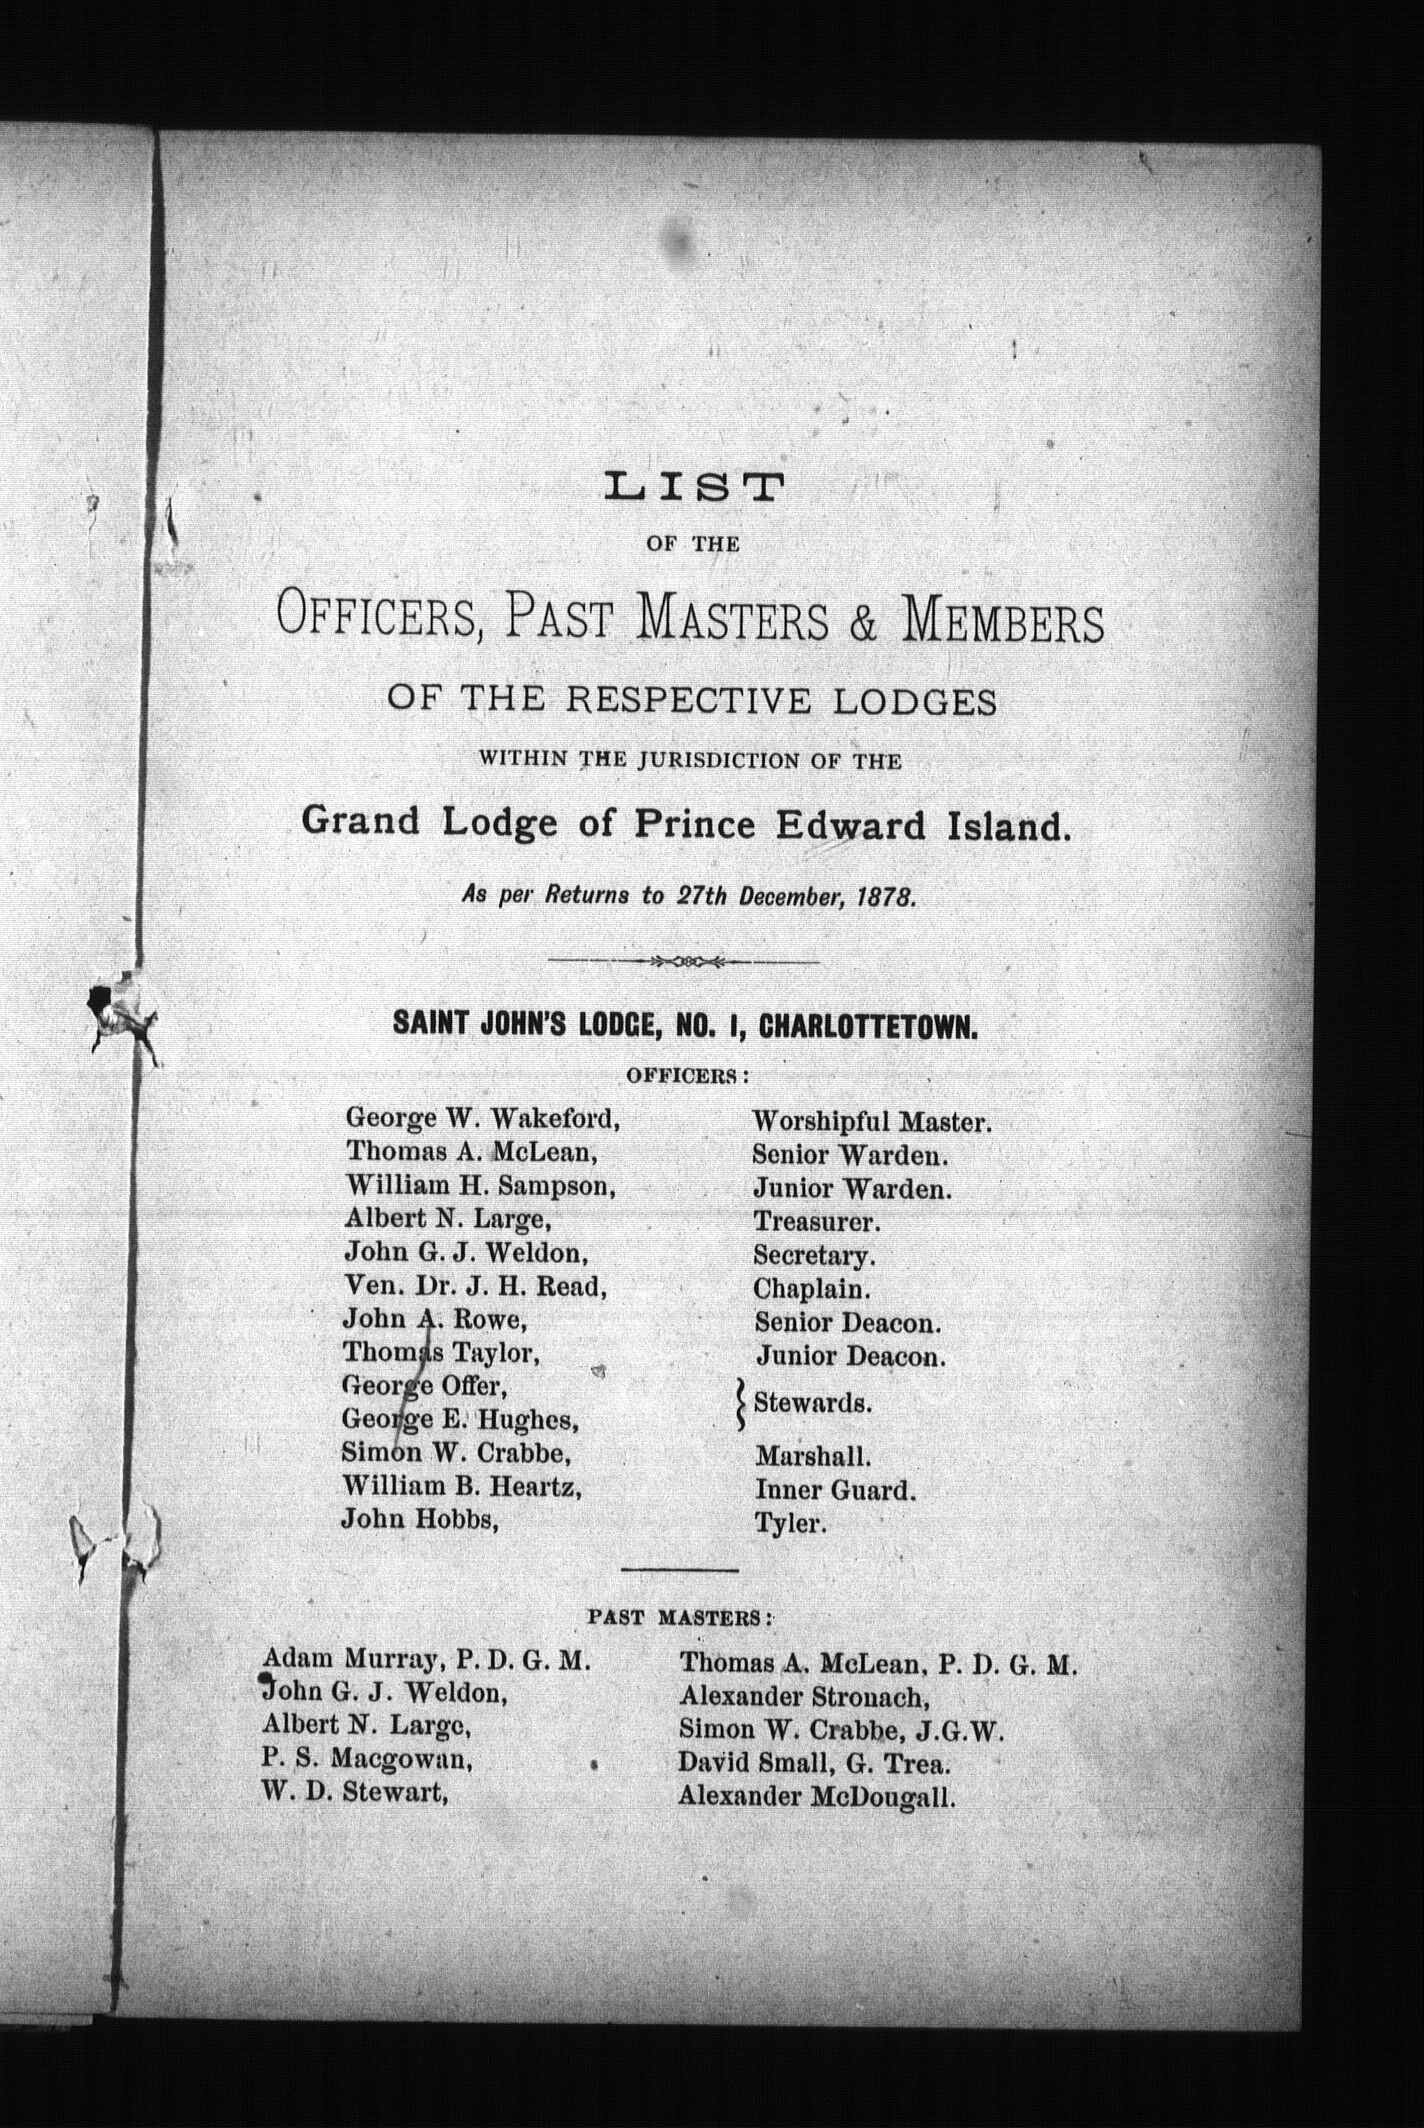 LIST
OF THE
OFFICERS, PAST MASTERS & MEMBERS
OF THE RESPECTIVE LODGES
WITHIN THE JURISDICTION OF THE
Grand Lodge of Prince Edward Island.
As per Returns to 27th December, 1878.
SAINT JOHN'S LODGE, NO. 1, CHARLOTTETOWN.
OFFICERS:
George W. Wakeford, Worshipful Master.
Thomas A. McLean, Senior Warden.
William H. Sampson, Junior Warden.
Albert N. Large, Treasurer.
John G. J. Weldon, Secretary.
Ven. Dr. J. H. Read, Chaplain.
John A. Rowe, Senior Deacon.
Thomas Taylor, Junior Deacon.
George Offer,
George E. Hughes, } Stewards.
Simon W. Crabbe, Marshall.
William B. Heartz, Inner Guard.
John Hobbs, Tyler.
PAST MASTERS:
Adam Murray, P. D. G. M. Thomas A. McLean, P. D. G. M.
John G. J. Weldon, Alexander Stronach,
Albert N. Large, Simon W. Crabbe, J.G.W.
P. S. Macgowan, David Small, G. Trea.
W. D. Stewart, Alexander McDougall.